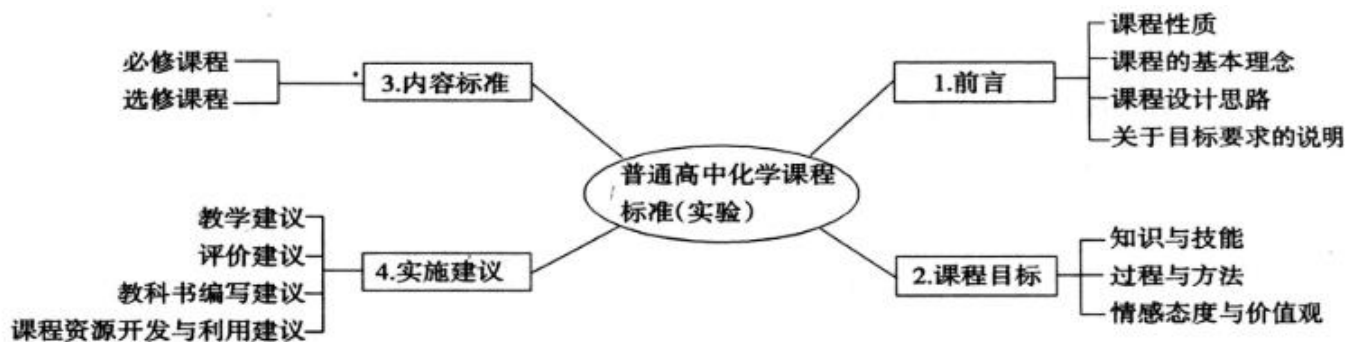 普通高中化学课程
标准(实验)
1.前言
课程性质
课程的基本理念
课程设计思路
关于目标要求的说明
2.课程目标
知识与技能
过程与方法
情感态度与价值观
3.内容标准
必修课程
选修课程
4.实施建议
教学建议
评价建议
教科书编写建议
课程资源开发与利用建议